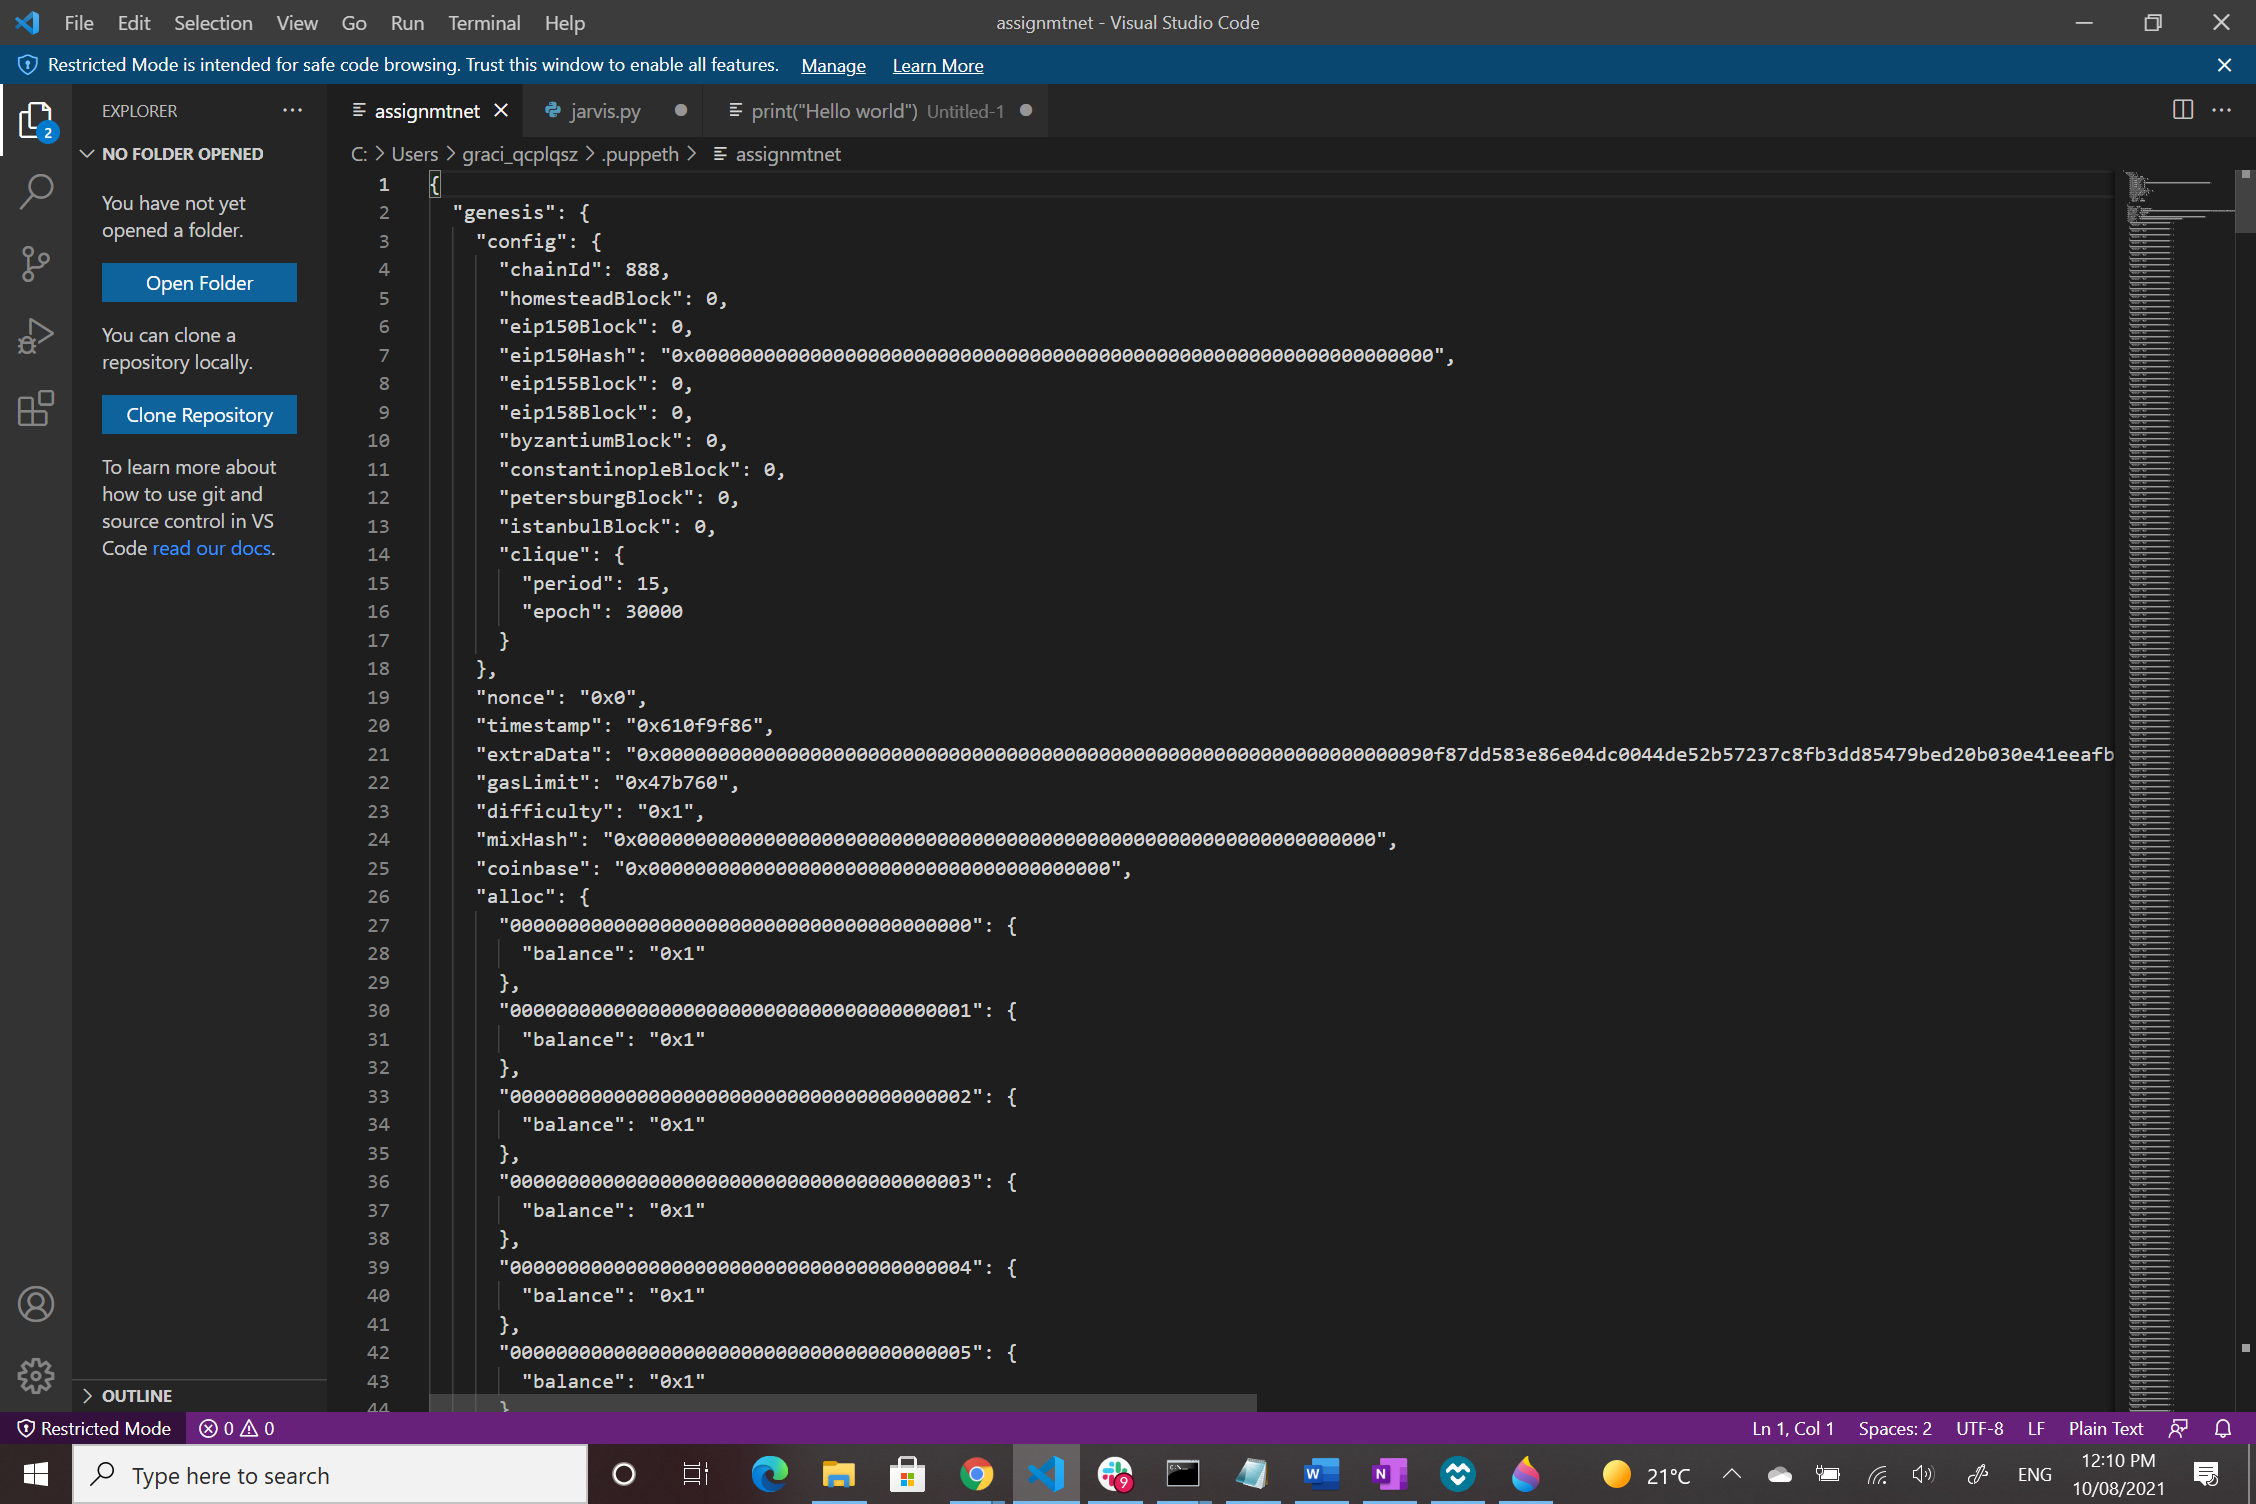 File Edit Selection View Go Run Terminal Help
assignmtnet - Visual Studio Code
Restricted Mode is intended for safe code browsing. Trust this window to enable all features. Manage Learn More
EXPLORER
NO FOLDER OPENED
You have not yet
opened a folder.
Open Folder
You can clone a
repository locally.
Clone Repository
To learn more about
how to use git and
source control in VS
Code read our docs.
OUTLINE
2
assignmtnet
jarvis.py
print("Hello world") Untitled-1
C: > Users > graci_qcplqsz > .puppeth > assignmtnet
1 {
2 "genesis": {
3 "config": {
4 "chainId": 888,
5 "homesteadBlock": 0,
6 "eip150Block": 0,
7 "eip150Hash": "0x0000000000000000000000000000000000000000000000000000000000000000",
8 "eip155Block": 0,
9 "eip158Block": 0,
10 "byzantiumBlock": 0,
11 "constantinopleBlock": 0,
12 "petersburgBlock": 0,
13 "istanbulBlock": 0,
14 "clique": {
15 "period": 15,
16 "epoch": 30000
17 }
18 },
19 "nonce": "0x0",
20 "timestamp": "0x610f9f86",
21 "extraData": "0x000000000000000000000000000000000000000000000000000000000000000090f87dd583e86e04dc0044de52b57237c8fb3dd85479bed20b030e41eeafb
22 "gasLimit": "0x47b760",
23 "difficulty": "0x1",
24 "mixHash": "0x0000000000000000000000000000000000000000000000000000000000000000",
25 "coinbase": "0x0000000000000000000000000000000000000000",
26 "alloc": {
27 "0000000000000000000000000000000000000000": {
28 "balance": "0x1"
29 },
30 "0000000000000000000000000000000000000001": {
31 "balance": "0x1"
32 },
33 "0000000000000000000000000000000000000002": {
34 "balance": "0x1"
35 },
36 "0000000000000000000000000000000000000003": {
37 "balance": "0x1"
38 },
39 "0000000000000000000000000000000000000004": {
40 "balance": "0x1"
41 },
42 "0000000000000000000000000000000000000005": {
43 "balance": "0x1"
44 }
Restricted Mode 0 0
Ln 1, Col 1 Spaces: 2 UTF-8 LF Plain Text
Type here to search
9
21°C
ENG
12:10 PM
10/08/2021